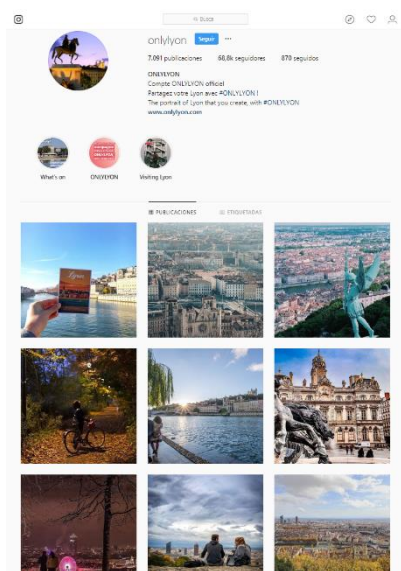 Buscar
onlylyon Seguir ...
7.091 publicaciones 60,8k seguidores 870 seguidos
ONLYLYON
Compte ONLYLYON officiel
Partagez votre Lyon avec #ONLYLYON !
The portrait of Lyon that you create, with #ONLYLYON
www.onlylyon.com
What's on ONLYLYON Visiting Lyon
PUBLICACIONES ETIQUETADAS
Lyon